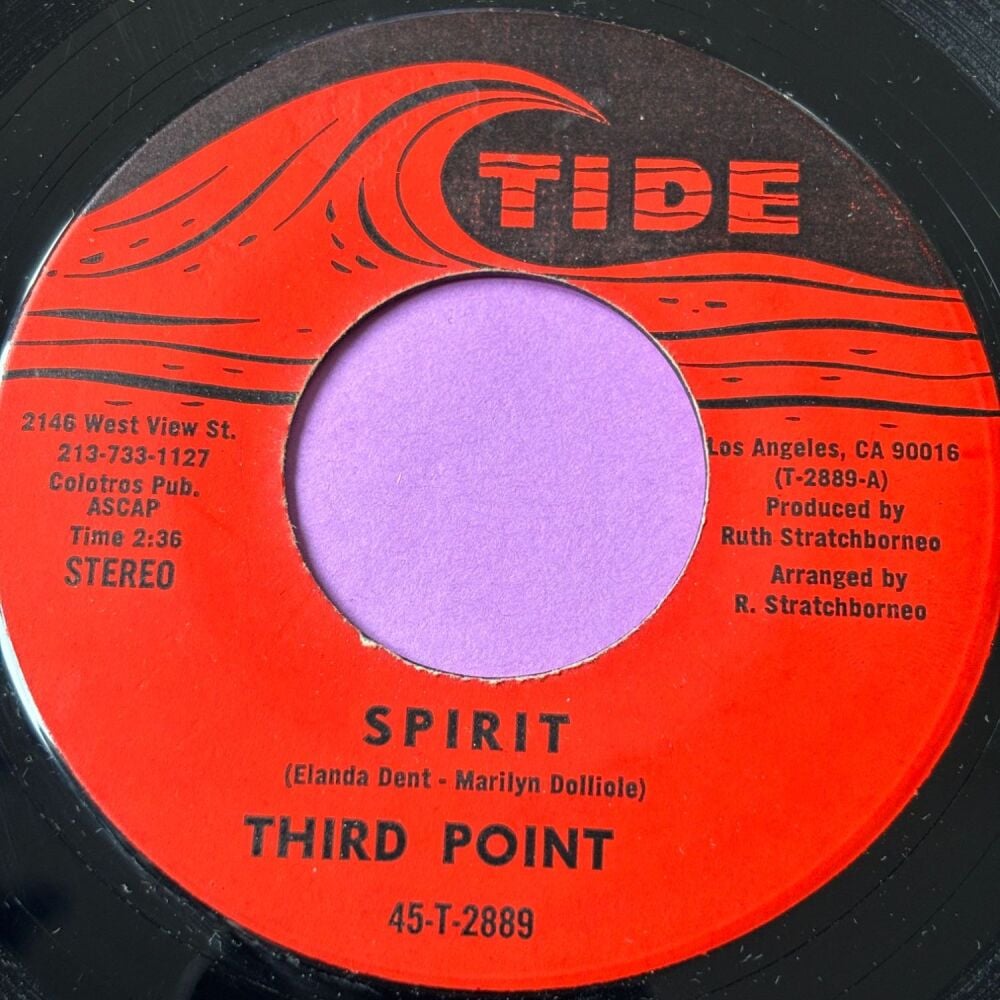 TIDE
2146 West View St.
213-733-1127
Colotros Pub.
ASCAP
Time 2:36
STEREO
Los Angeles, CA 90016
(T-2889-A)
Produced by
Ruth Stratchborneo
Arranged by
R. Stratchborneo
SPIRIT
(Elanda Dent - Marilyn Dolliole)
THIRD POINT
45-T-2889